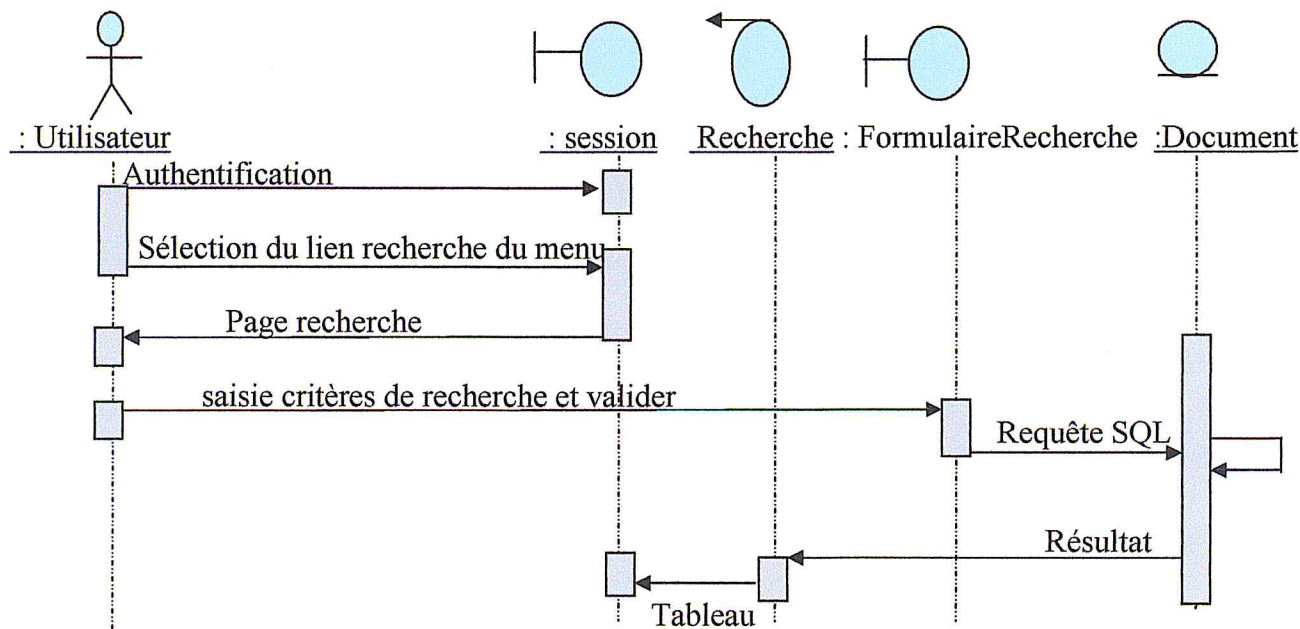 : Utilisateur : session Recherche : FormulaireRecherche :Document
Authentification
Sélection du lien recherche du menu
Page recherche
saisie critères de recherche et valider
Requête SQL
Résultat
Tableau